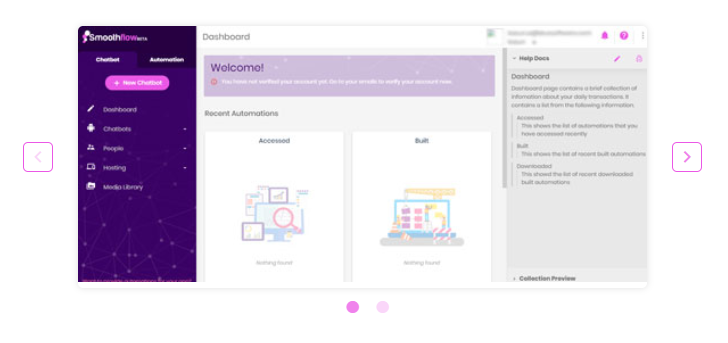 SmoothflowBETA
Dashboard
Chatbot Automation
+ New Chatbot
Dashboard
Chatbots
People
Hosting
Media Library
Welcome!
You have not verified your account yet. Go to your emails to verify your account now.
Recent Automations
Accessed
Nothing found
Built
Nothing found
Help Docs
Dashboard
Dashboard page contains a brief collection of
information about your daily transactions. It
contains a list from the following information.
Accessed
This shows the list of automations that you
have accessed recently
Built
This shows the list of recent built automations
Downloaded
This shows the list of recent downloaded
built automations
Collection Preview